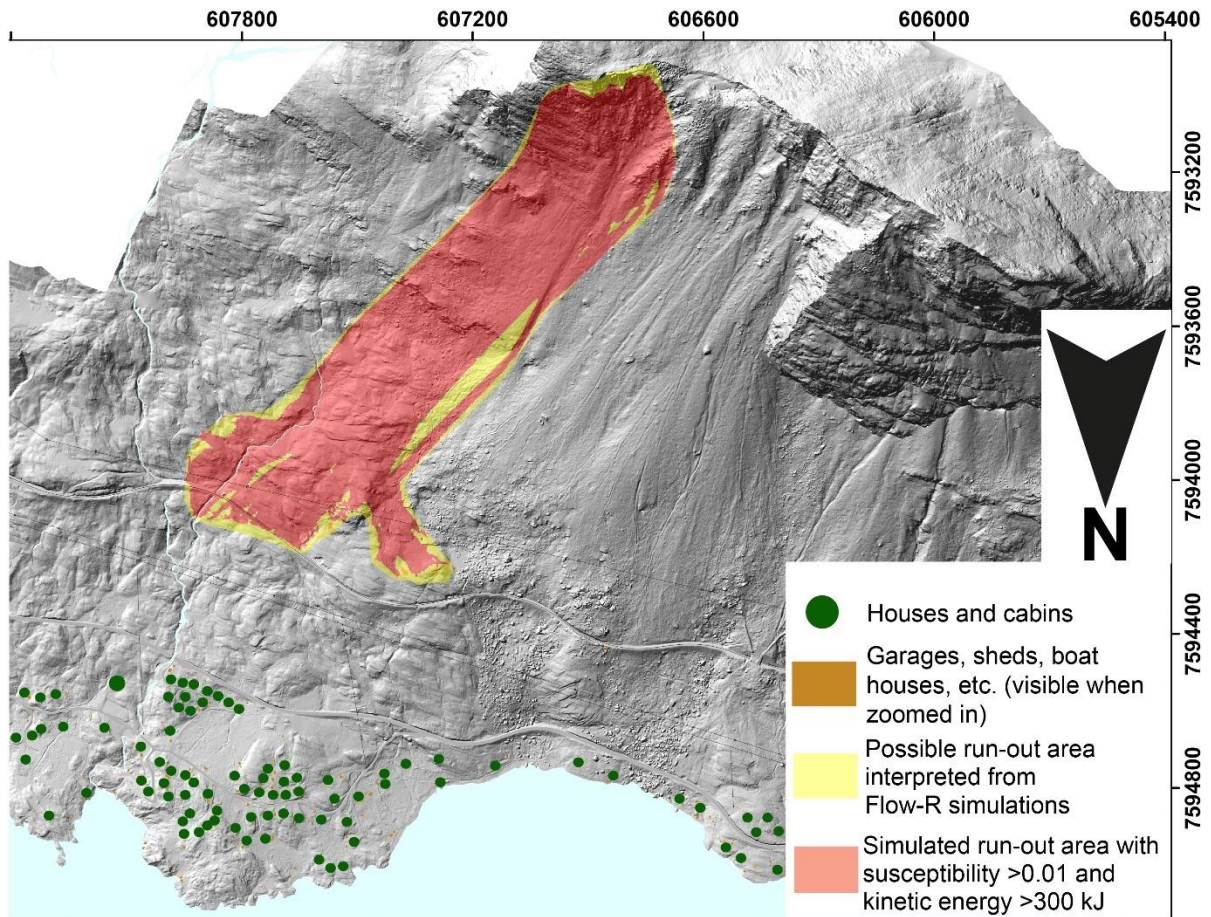 607800 607200 606600 606000 605400
7593200
7593600
7594000
7594400
7594800
N
Houses and cabins
Garages, sheds, boat
houses, etc. (visible when
zoomed in)
Possible run-out area
interpreted from
Flow-R simulations
Simulated run-out area with
susceptibility >0.01 and
kinetic energy >300 kJ